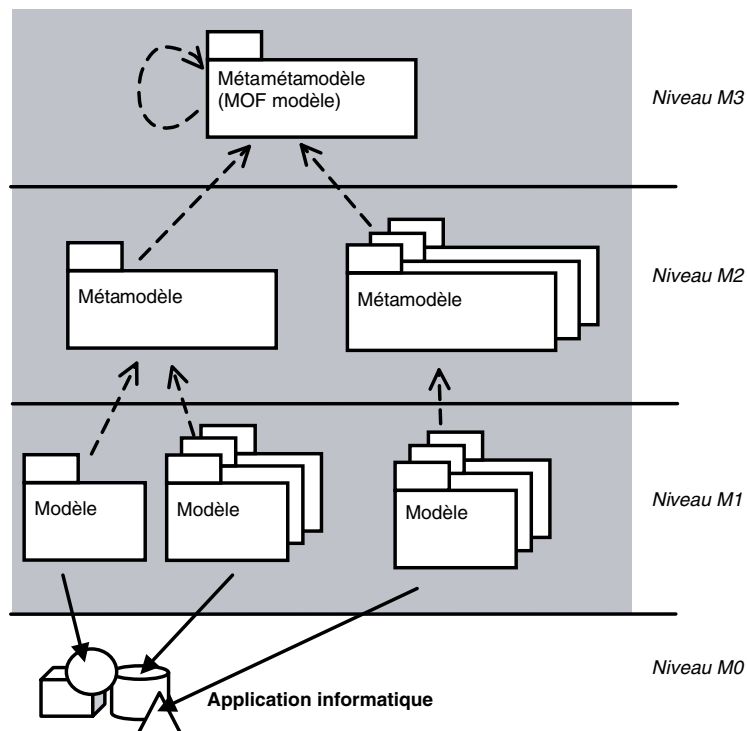 Métamétamodèle
(MOF modèle)
Niveau M3
Métamodèle
Métamodèle
Niveau M2
Modèle
Modèle
Modèle
Niveau M1
Niveau M0
Application informatique